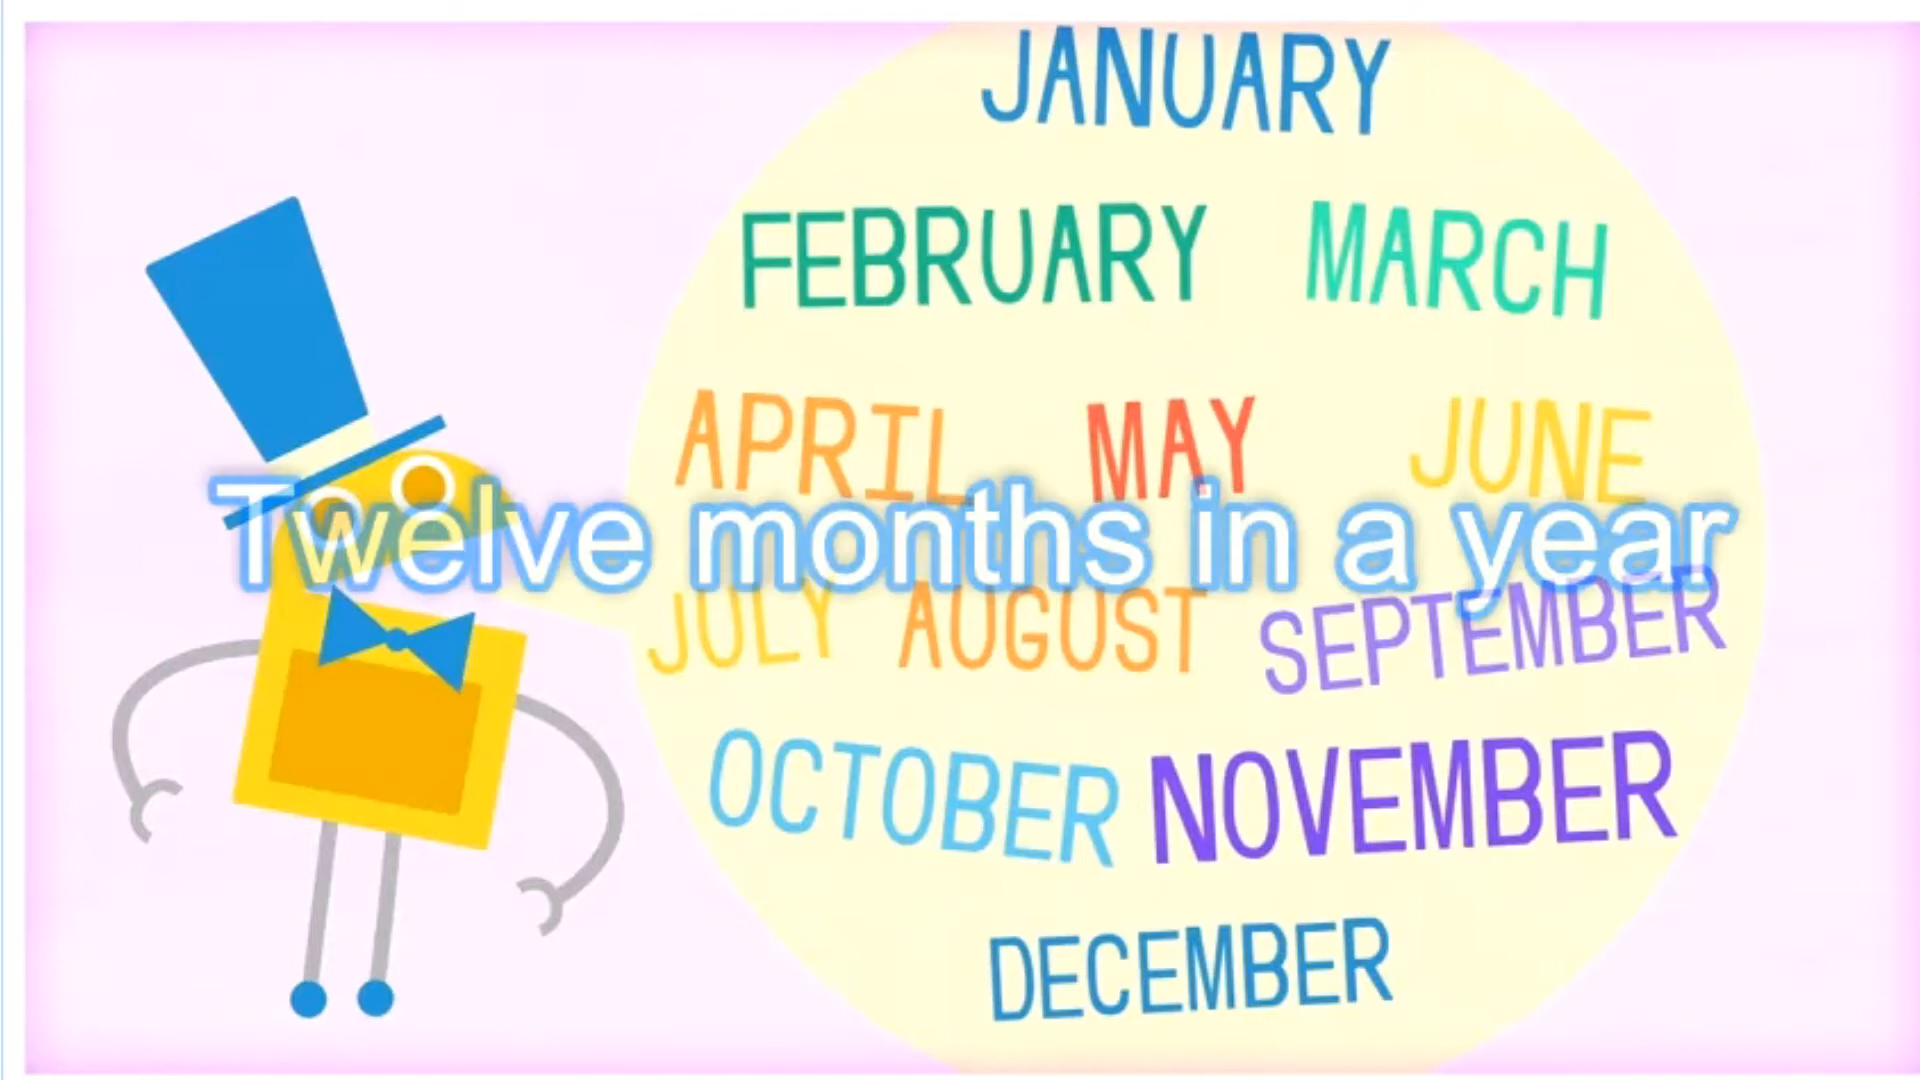 JANUARY
FEBRUARY MARCH
APRIL MAY JUNE
Twelve months in a year
JULY AUGUST SEPTEMBER
OCTOBER NOVEMBER
DECEMBER